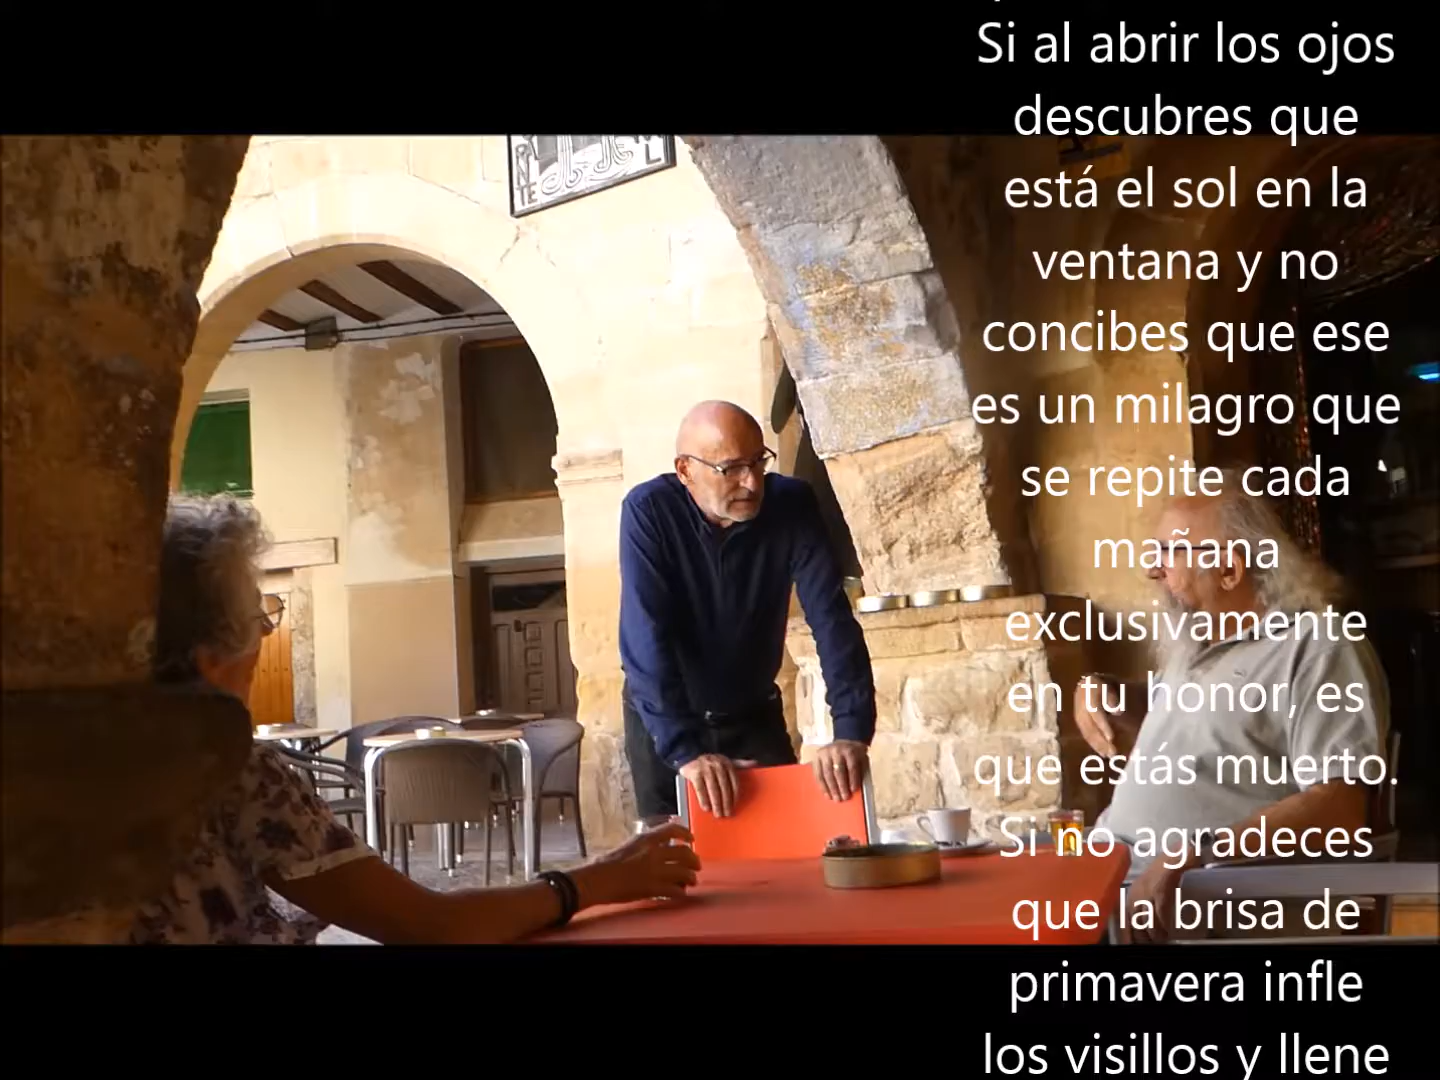 Si al abrir los ojos
descubres que
está el sol en la
ventana y no
concibes que ese
es un milagro que
se repite cada
mañana
exclusivamente
en tu honor, es
que estás muerto.
Si no agradeces
que la brisa de
primavera infle
los visillos y llene